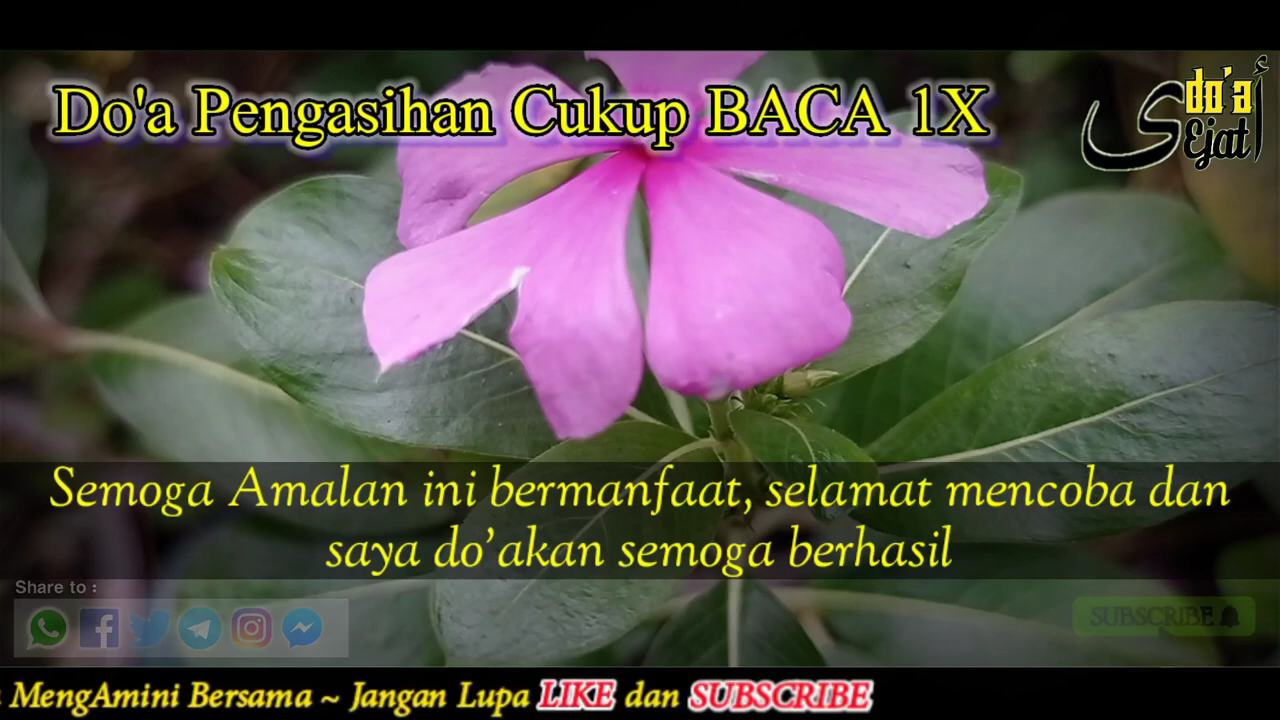 Do'a Pengasihan Cukup BACA 1X
do'a
Ejati
Semoga Amalan ini bermanfaat, selamat mencoba dan
saya do'akan semoga berhasil
Share to :
SUBSCRIBE
MengAmini Bersama ~ Jangan Lupa LIKE dan SUBSCRIBE